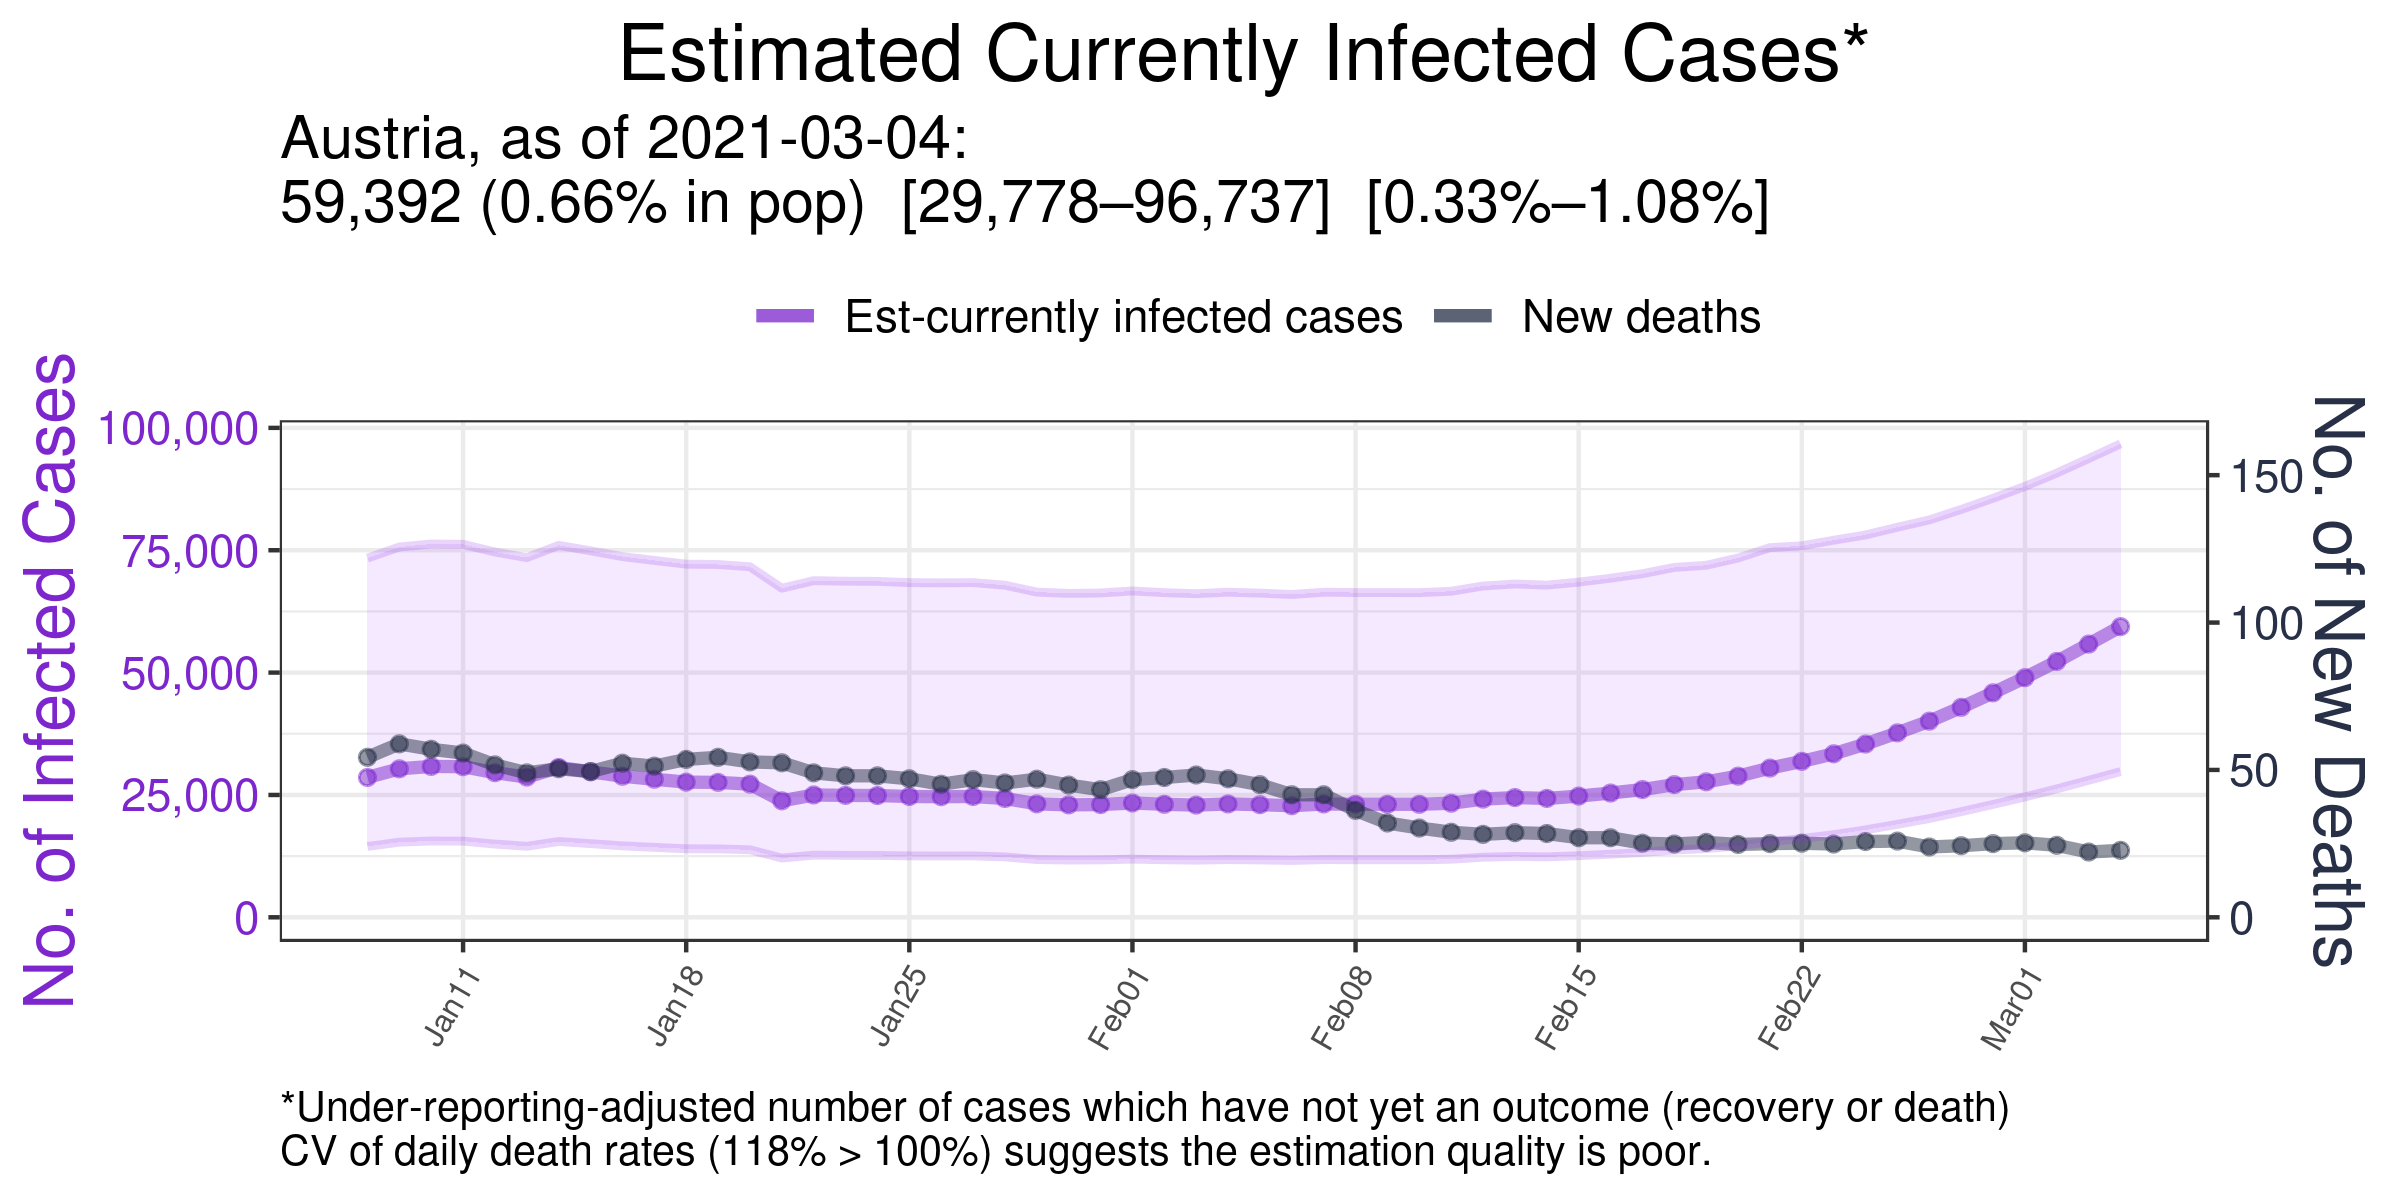 Estimated Currently Infected Cases*
Austria, as of 2021-03-04:
59,392 (0.66% in pop)  [29,778–96,737]  [0.33%–1.08%]
Est-currently infected cases
New deaths
No. of Infected Cases
100,000
75,000
50,000
25,000
0
No. of New Deaths
150
100
50
0
Jan11
Jan18
Jan25
Feb01
Feb08
Feb15
Feb22
Mar01
*Under-reporting-adjusted number of cases which have not yet an outcome (recovery or death)
CV of daily death rates (118% > 100%) suggests the estimation quality is poor.